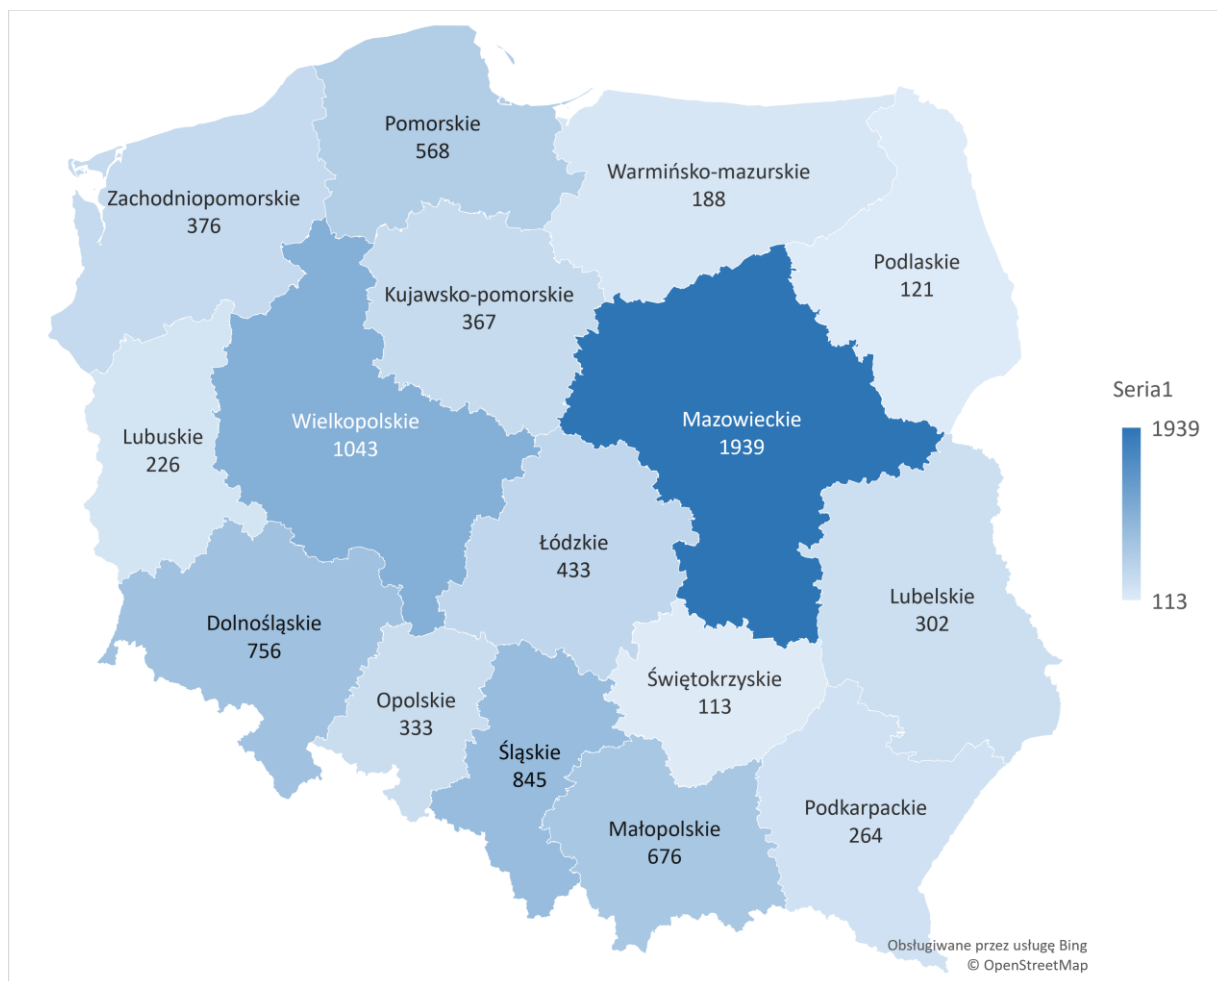 Pomorskie
568
Warmińsko-mazurskie
188
Zachodniopomorskie
376
Podlaskie
121
Kujawsko-pomorskie
367
Seria1
1939
113
Wielkopolskie
1043
Mazowieckie
1939
Lubuskie
226
Łódzkie
433
Lubelskie
302
Dolnośląskie
756
Świętokrzyskie
113
Opolskie
333
Śląskie
845
Podkarpackie
264
Małopolskie
676
Obsługiwane przez usługę Bing
© OpenStreetMap